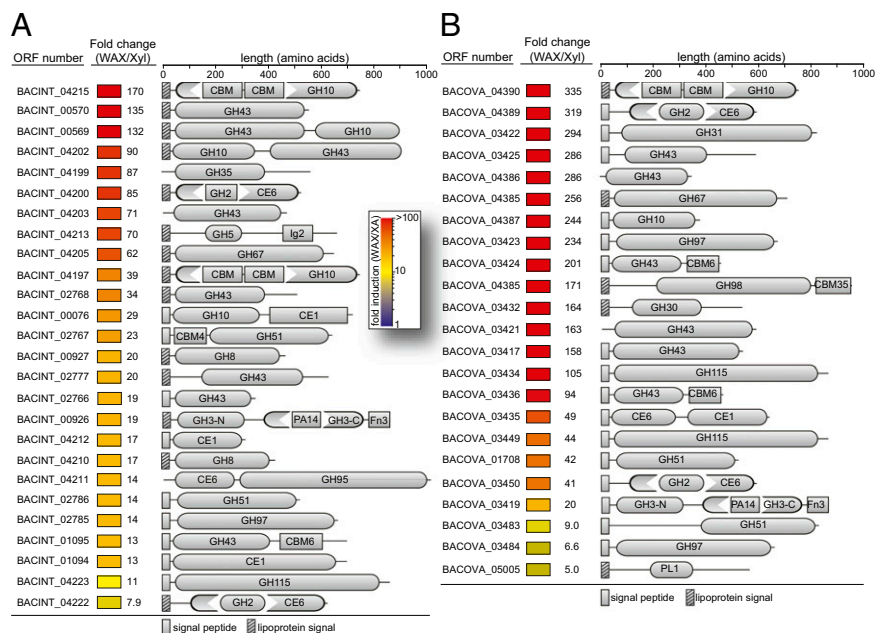 A
Fold change
ORF number (WAX/Xyl) length (amino acids)
0 200 400 600 800 1000
BACINT_04215 170 CBM CBM GH10
BACINT_00570 135 GH43
BACINT_00569 132 GH43 GH10
BACINT_04202 90 GH10 GH43
BACINT_04199 87 GH35
BACINT_04200 85 GH2 CE6
BACINT_04203 71 GH43
BACINT_04213 70 GH5 Ig2
BACINT_04205 62 GH67
BACINT_04197 39 CBM CBM GH10
BACINT_02768 34 GH43
BACINT_00076 29 GH10 CE1
BACINT_02767 23 CBM4 GH51
BACINT_00927 20 GH8
BACINT_02777 20 GH43
BACINT_02766 19 GH43
BACINT_00926 19 GH3-N PA14 GH3-C Fn3
BACINT_04212 17 CE1
BACINT_04210 17 GH8
BACINT_04211 14 CE6 GH95
BACINT_02786 14 GH51
BACINT_02785 14 GH97
BACINT_01095 13 GH43 CBM6
BACINT_01094 13 CE1
BACINT_04223 11 GH115
BACINT_04222 7.9 GH2 CE6
signal peptide lipoprotein signal
fold induction (WAX/XA)
>100
10
1
B
Fold change
ORF number (WAX/Xyl) length (amino acids)
0 200 400 600 800 1000
BACOVA_04390 335 CBM CBM GH10
BACOVA_04389 319 GH2 CE6
BACOVA_03422 294 GH31
BACOVA_03425 286 GH43
BACOVA_04386 286 GH43
BACOVA_04385 256 GH67
BACOVA_04387 244 GH10
BACOVA_03423 234 GH97
BACOVA_03424 201 GH43 CBM6
BACOVA_04385 171 GH98 CBM35
BACOVA_03432 164 GH30
BACOVA_03421 163 GH43
BACOVA_03417 158 GH43
BACOVA_03434 105 GH115
BACOVA_03436 94 GH43 CBM6
BACOVA_03435 49 CE6 CE1
BACOVA_03449 44 GH115
BACOVA_01708 42 GH51
BACOVA_03450 41 GH2 CE6
BACOVA_03419 20 GH3-N PA14 GH3-C Fn3
BACOVA_03483 9.0 GH51
BACOVA_03484 6.6 GH97
BACOVA_05005 5.0 PL1
signal peptide lipoprotein signal